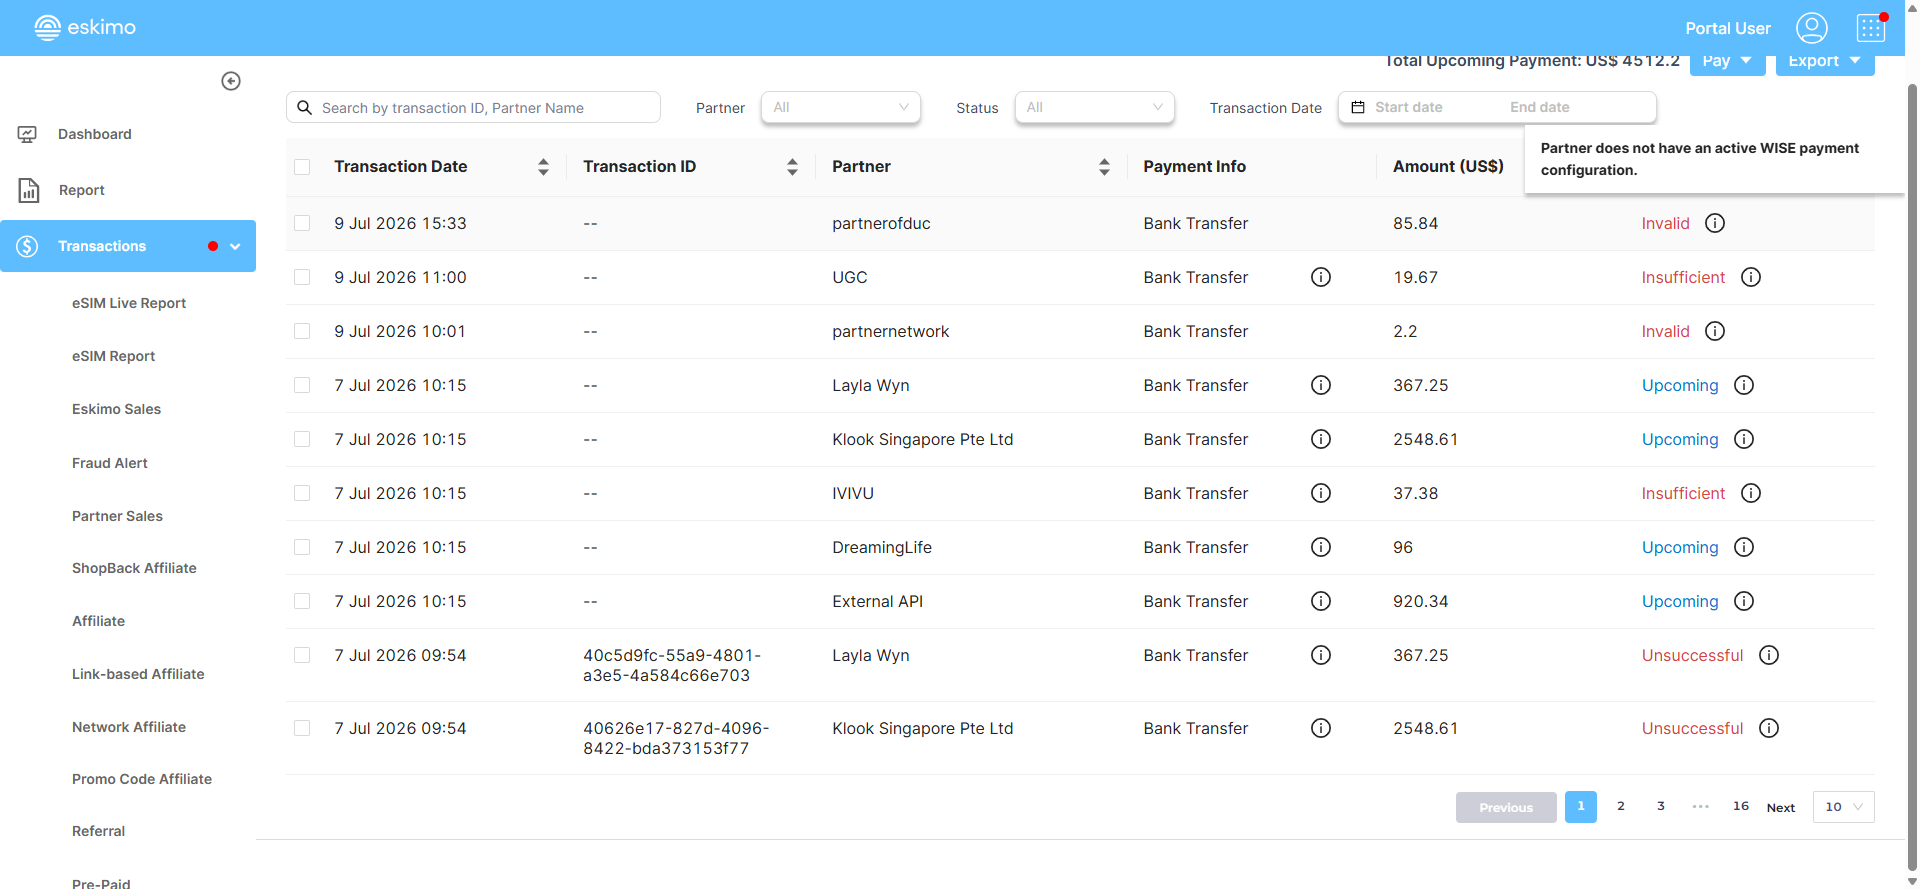 eskimo
Portal User
Total Upcoming Payment: US$ 4512.2
Pay
Export
Search by transaction ID, Partner Name
Partner
All
Status
All
Transaction Date
Start date
End date
Partner does not have an active WISE payment
configuration.
Dashboard
Report
Transactions
eSIM Live Report
eSIM Report
Eskimo Sales
Fraud Alert
Partner Sales
ShopBack Affiliate
Affiliate
Link-based Affiliate
Network Affiliate
Promo Code Affiliate
Referral
Pre-Paid
Transaction Date Transaction ID Partner Payment Info Amount (US$)
9 Jul 2026 15:33 -- partnerofduc Bank Transfer 85.84 Invalid
9 Jul 2026 11:00 -- UGC Bank Transfer 19.67 Insufficient
9 Jul 2026 10:01 -- partnernetwork Bank Transfer 2.2 Invalid
7 Jul 2026 10:15 -- Layla Wyn Bank Transfer 367.25 Upcoming
7 Jul 2026 10:15 -- Klook Singapore Pte Ltd Bank Transfer 2548.61 Upcoming
7 Jul 2026 10:15 -- IVIVU Bank Transfer 37.38 Insufficient
7 Jul 2026 10:15 -- DreamingLife Bank Transfer 96 Upcoming
7 Jul 2026 10:15 -- External API Bank Transfer 920.34 Upcoming
7 Jul 2026 09:54 40c5d9fc-55a9-4801- Layla Wyn Bank Transfer 367.25 Unsuccessful
a3e5-4a584c66e703
7 Jul 2026 09:54 40626e17-827d-4096- Klook Singapore Pte Ltd Bank Transfer 2548.61 Unsuccessful
8422-bda373153f77
Previous 1 2 3 ••• 16 Next 10